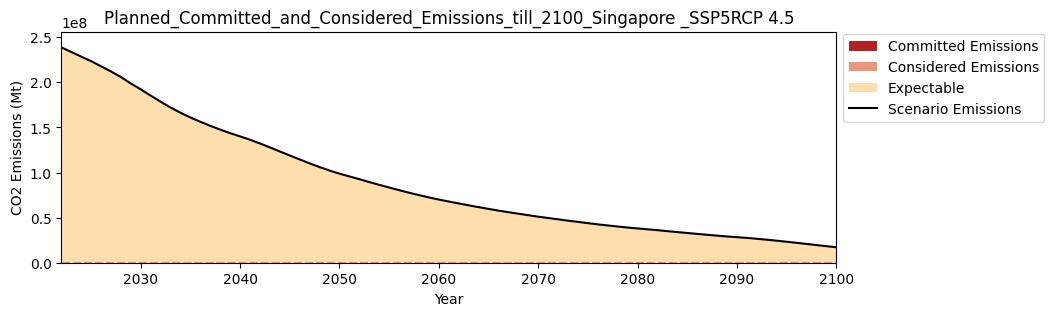 Planned_Committed_and_Considered_Emissions_till_2100_Singapore _SSP5RCP 4.5
1e8
2.5
2.0
1.5
1.0
0.5
0.0
CO2 Emissions (Mt)
2030 2040 2050 2060 2070 2080 2090 2100
Year
Committed Emissions
Considered Emissions
Expectable
Scenario Emissions